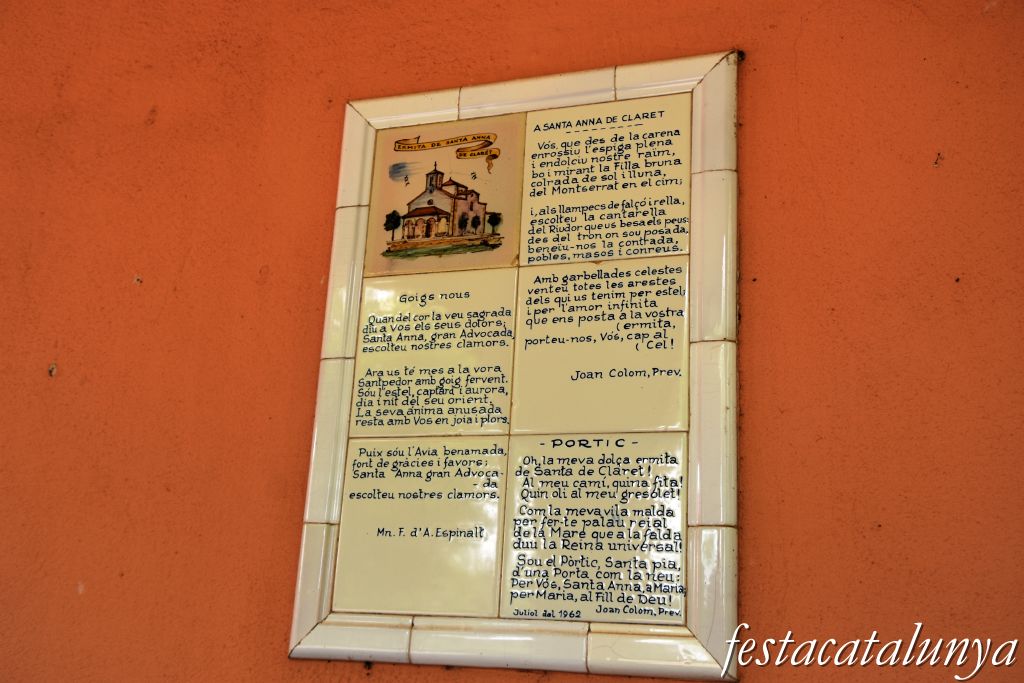 ERMITA DE SANTA ANNA
DE CLARET
A SANTA ANNA DE CLARET
Vós, que des de la carena
enrossiu l'espiga plena
i endolciu nostre raïm,
bo i mirant la Filla bruna
colrada de sol i lluna,
del Montserrat en el cim;
i, als llampecs de falçó i rella,
escolteu la cantarella
del Riudor que us besa els peus:
des del tron on sou posada,
beneïu-nos la contrada,
pobles, masos i conreus.
Amb garbellades celestes
venteu totes les arestes
dels qui us tenim per estel;
i per l'amor infinita
que ens posta a la vostra
(ermita,
porteu-nos, Vós, cap al
(Cel!
Joan Colom, Prev.
Goigs nous
Quan del cor la veu sagrada
diu a Vos els seus dolors;
Santa Anna, gran Advocada,
escolteu nostres clamors.
Ara us té mes a la vora
Santpedor amb goig fervent.
Sou l'estel, captard i aurora,
dia i nit del seu orient.
La seva ànima anusada
resta amb Vos en joia i plors.
Puix sou l'Avia benamada,
font de gràcies i favors;
Santa Anna gran Advoca-
- da
escolteu nostres clamors.
Mn. F. d'A. Espinalt
- PORTIC -
Oh, la meva dolça ermita
de Santa de Claret!
Al meu camí, quina fita!
Quin oli al meu gresolet!
Com la meva vila malda
per fer-te palau reial
de la Mare que a la falda
duu la Reina universal!
Sou el Pòrtic, Santa pia,
d'una Porta com la neu:
Per Vós, Santa Anna, a Maria;
per Maria, al Fill de Déu!
Juliol del 1962 Joan Colom, Prev.
festacatalunya